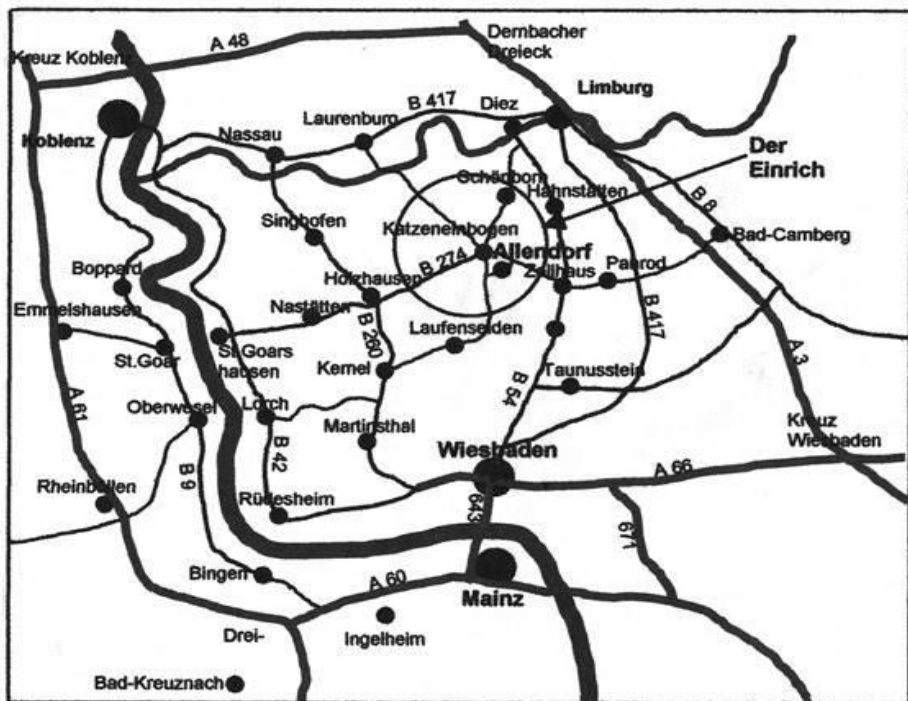 Dernbacher
Dreieck
A 48
Kreuz Koblenz
Limburg
B 417
Diez
Laurenburg
Koblenz
Nassau
Der
Einrich
Schönborn
Hahnstätten
B 8
Singhofen
Katzeneinbogen
Bad-Camberg
Allendorf
Boppard
B 274
Zollhaus
Panrod
Holzhausen
Emmelshausen
Nastätten
B 417
Laufenselden
B 260
St.Goar
St.Goars
hausen
A 3
Kemel
Taunusstein
A 61
B 54
Oberwesel
Lorch
Martinsthal
Kreuz
Wiesbaden
Wiesbaden
B 9
B 42
A 66
Rheinböllen
Rüdesheim
643
671
Bingen
A 60
Mainz
Drei-
Ingelheim
Bad-Kreuznach